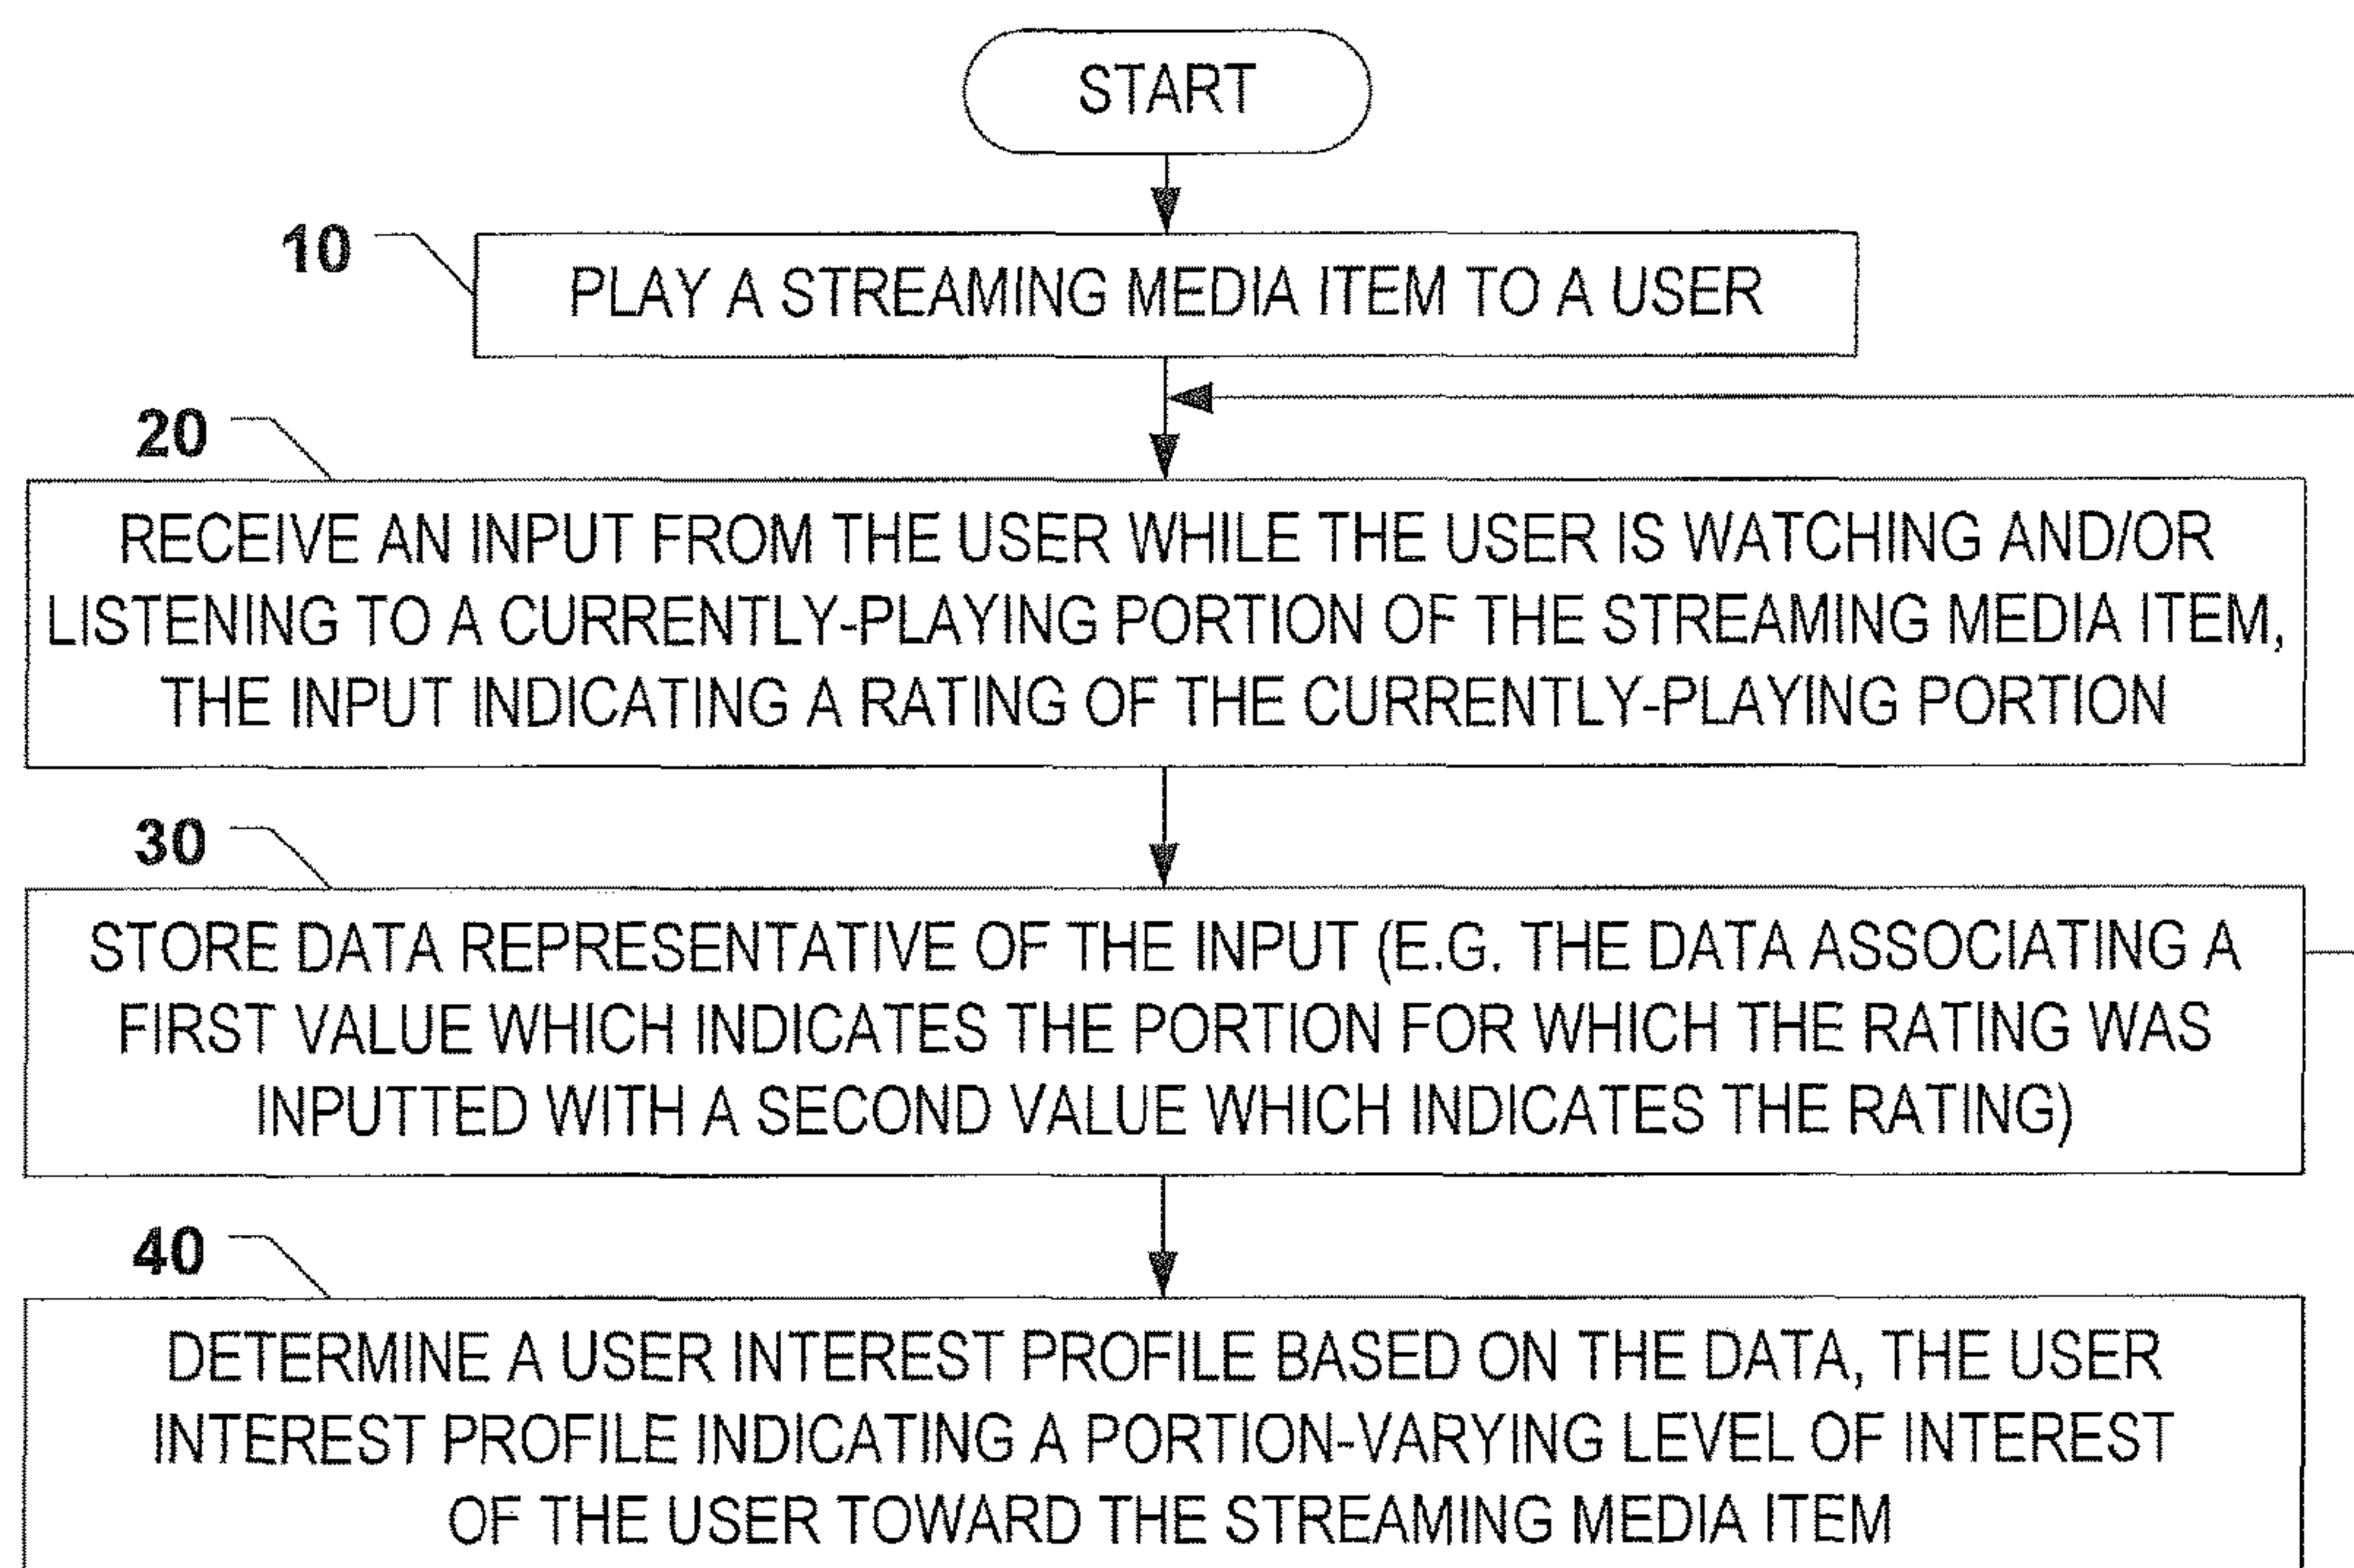 START
10
PLAY A STREAMING MEDIA ITEM TO A USER
20
RECEIVE AN INPUT FROM THE USER WHILE THE USER IS WATCHING AND/OR
LISTENING TO A CURRENTLY-PLAYING PORTION OF THE STREAMING MEDIA ITEM,
THE INPUT INDICATING A RATING OF THE CURRENTLY-PLAYING PORTION
30
STORE DATA REPRESENTATIVE OF THE INPUT (E.G. THE DATA ASSOCIATING A
FIRST VALUE WHICH INDICATES THE PORTION FOR WHICH THE RATING WAS
INPUTTED WITH A SECOND VALUE WHICH INDICATES THE RATING)
40
DETERMINE A USER INTEREST PROFILE BASED ON THE DATA, THE USER
INTEREST PROFILE INDICATING A PORTION-VARYING LEVEL OF INTEREST
OF THE USER TOWARD THE STREAMING MEDIA ITEM